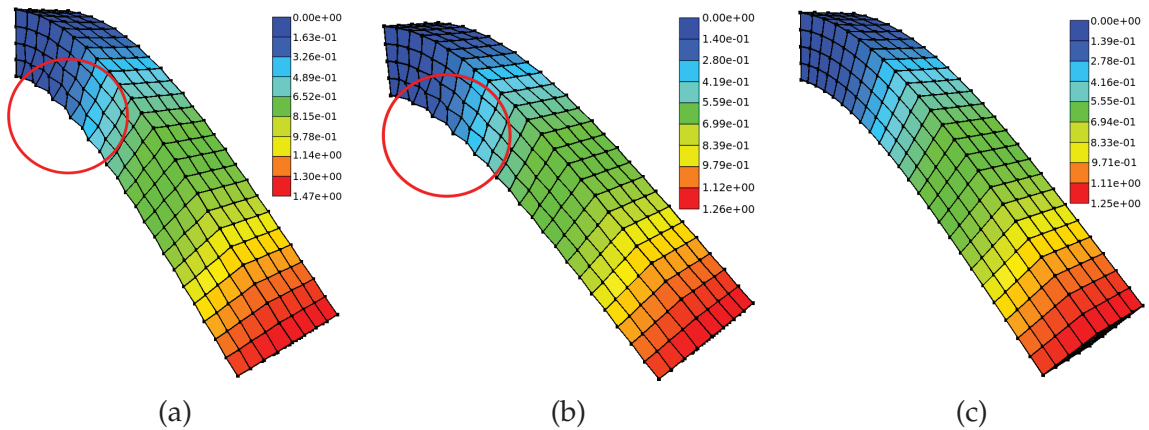 0.00e+00
1.63e-01
3.26e-01
4.89e-01
6.52e-01
8.15e-01
9.78e-01
1.14e+00
1.30e+00
1.47e+00
(a)
0.00e+00
1.40e-01
2.80e-01
4.19e-01
5.59e-01
6.99e-01
8.39e-01
9.79e-01
1.12e+00
1.26e+00
(b)
0.00e+00
1.39e-01
2.78e-01
4.16e-01
5.55e-01
6.94e-01
8.33e-01
9.71e-01
1.11e+00
1.25e+00
(c)